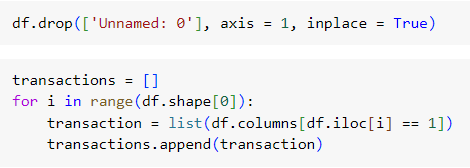 df.drop(['Unnamed: 0'], axis = 1, inplace = True)
transactions = []
for i in range(df.shape[0]):
    transaction = list(df.columns[df.iloc[i] == 1])
    transactions.append(transaction)